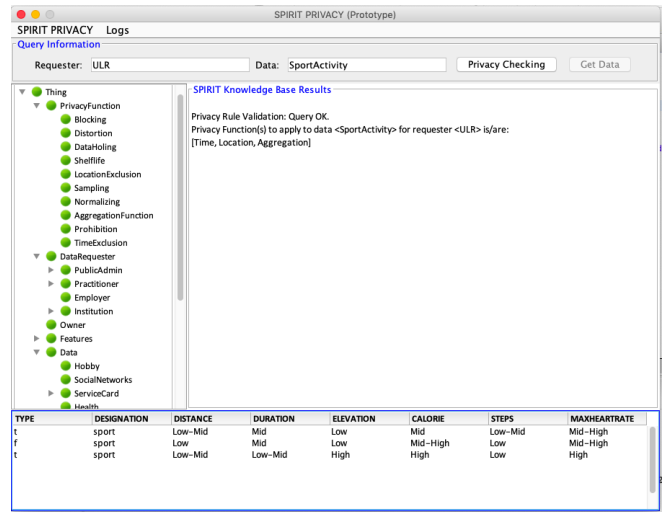 SPIRIT PRIVACY (Prototype)
SPIRIT PRIVACY Logs
Query Information
Requester: ULR Data: SportActivity Privacy Checking Get Data
Thing
PrivacyFunction
Blocking
Distortion
DataHoling
Shelflife
LocationExclusion
Sampling
Normalizing
AggregationFunction
Prohibition
TimeExclusion
DataRequester
PublicAdmin
Practitioner
Employer
Institution
Owner
Features
Data
Hobby
SocialNetworks
ServiceCard
Health
SPIRIT Knowledge Base Results
Privacy Rule Validation: Query OK.
Privacy Function(s) to apply to data <SportActivity> for requester <ULR> is/are:
[Time, Location, Aggregation]
TYPE DESIGNATION DISTANCE DURATION ELEVATION CALORIE STEPS MAXHEARTRATE
t sport Low-Mid Mid Low Mid Low-Mid Mid-High
f sport Low Mid Low Mid-High Low Mid-High
t sport Low-Mid Low-Mid High High Low High